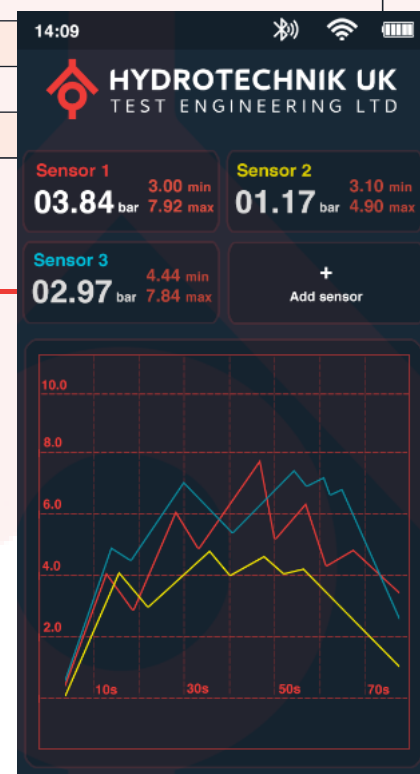 14:09
HYDROTECHNIK UK
TEST ENGINEERING LTD
Sensor 1
03.84 bar 3.00 min
7.92 max
Sensor 2
01.17 bar 3.10 min
4.90 max
Sensor 3
02.97 bar 4.44 min
7.84 max
+
Add sensor
10.0
8.0
6.0
4.0
2.0
10s 30s 50s 70s